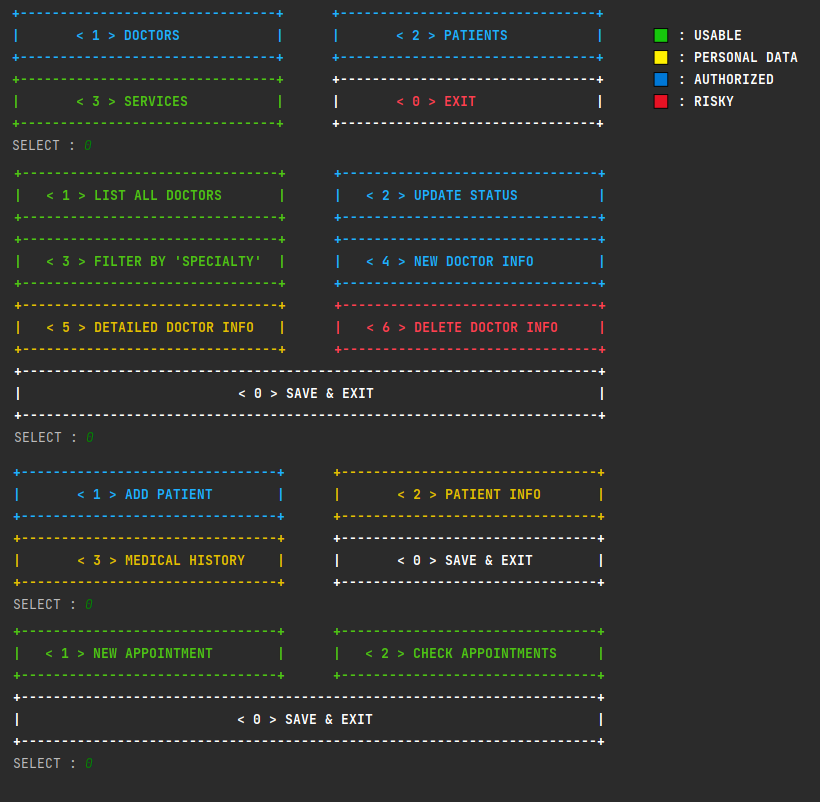 +--------------------------------+     +--------------------------------+
|       < 1 > DOCTORS            |     |       < 2 > PATIENTS           |     : USABLE
+--------------------------------+     +--------------------------------+     : PERSONAL DATA
+--------------------------------+     +--------------------------------+     : AUTHORIZED
|       < 3 > SERVICES           |     |       < 0 > EXIT               |     : RISKY
+--------------------------------+     +--------------------------------+
SELECT : 0
+--------------------------------+     +--------------------------------+
|   < 1 > LIST ALL DOCTORS       |     |   < 2 > UPDATE STATUS          |
+--------------------------------+     +--------------------------------+
+--------------------------------+     +--------------------------------+
|   < 3 > FILTER BY 'SPECIALTY'  |     |   < 4 > NEW DOCTOR INFO        |
+--------------------------------+     +--------------------------------+
+--------------------------------+     +--------------------------------+
|   < 5 > DETAILED DOCTOR INFO   |     |   < 6 > DELETE DOCTOR INFO     |
+--------------------------------+     +--------------------------------+
+------------------------------------------------------------------------+
|                           < 0 > SAVE & EXIT                            |
+------------------------------------------------------------------------+
SELECT : 0
+--------------------------------+     +--------------------------------+
|       < 1 > ADD PATIENT        |     |       < 2 > PATIENT INFO       |
+--------------------------------+     +--------------------------------+
+--------------------------------+     +--------------------------------+
|       < 3 > MEDICAL HISTORY    |     |       < 0 > SAVE & EXIT        |
+--------------------------------+     +--------------------------------+
SELECT : 0
+--------------------------------+     +--------------------------------+
|   < 1 > NEW APPOINTMENT        |     |   < 2 > CHECK APPOINTMENTS     |
+--------------------------------+     +--------------------------------+
+------------------------------------------------------------------------+
|                           < 0 > SAVE & EXIT                            |
+------------------------------------------------------------------------+
SELECT : 0